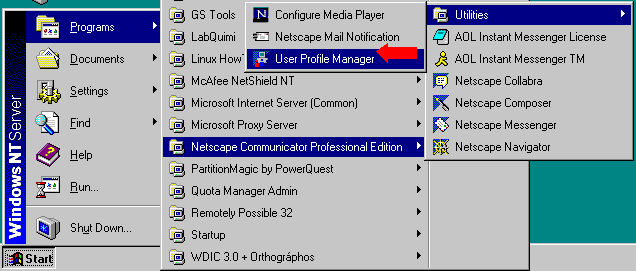 Programs
Documents
Settings
Find
Help
Run...
Shut Down...
Windows NT Server
Start
GS Tools
LabQuimi
Linux How
McAfee NetShield NT
Microsoft Internet Server (Common)
Microsoft Proxy Server
Netscape Communicator Professional Edition
PartitionMagic by PowerQuest
Quota Manager Admin
Remotely Possible 32
Startup
WDIC 3.0 + Orthográphos
Configure Media Player
Netscape Mail Notification
User Profile Manager
Utilities
AOL Instant Messenger License
AOL Instant Messenger TM
Netscape Collabra
Netscape Composer
Netscape Messenger
Netscape Navigator